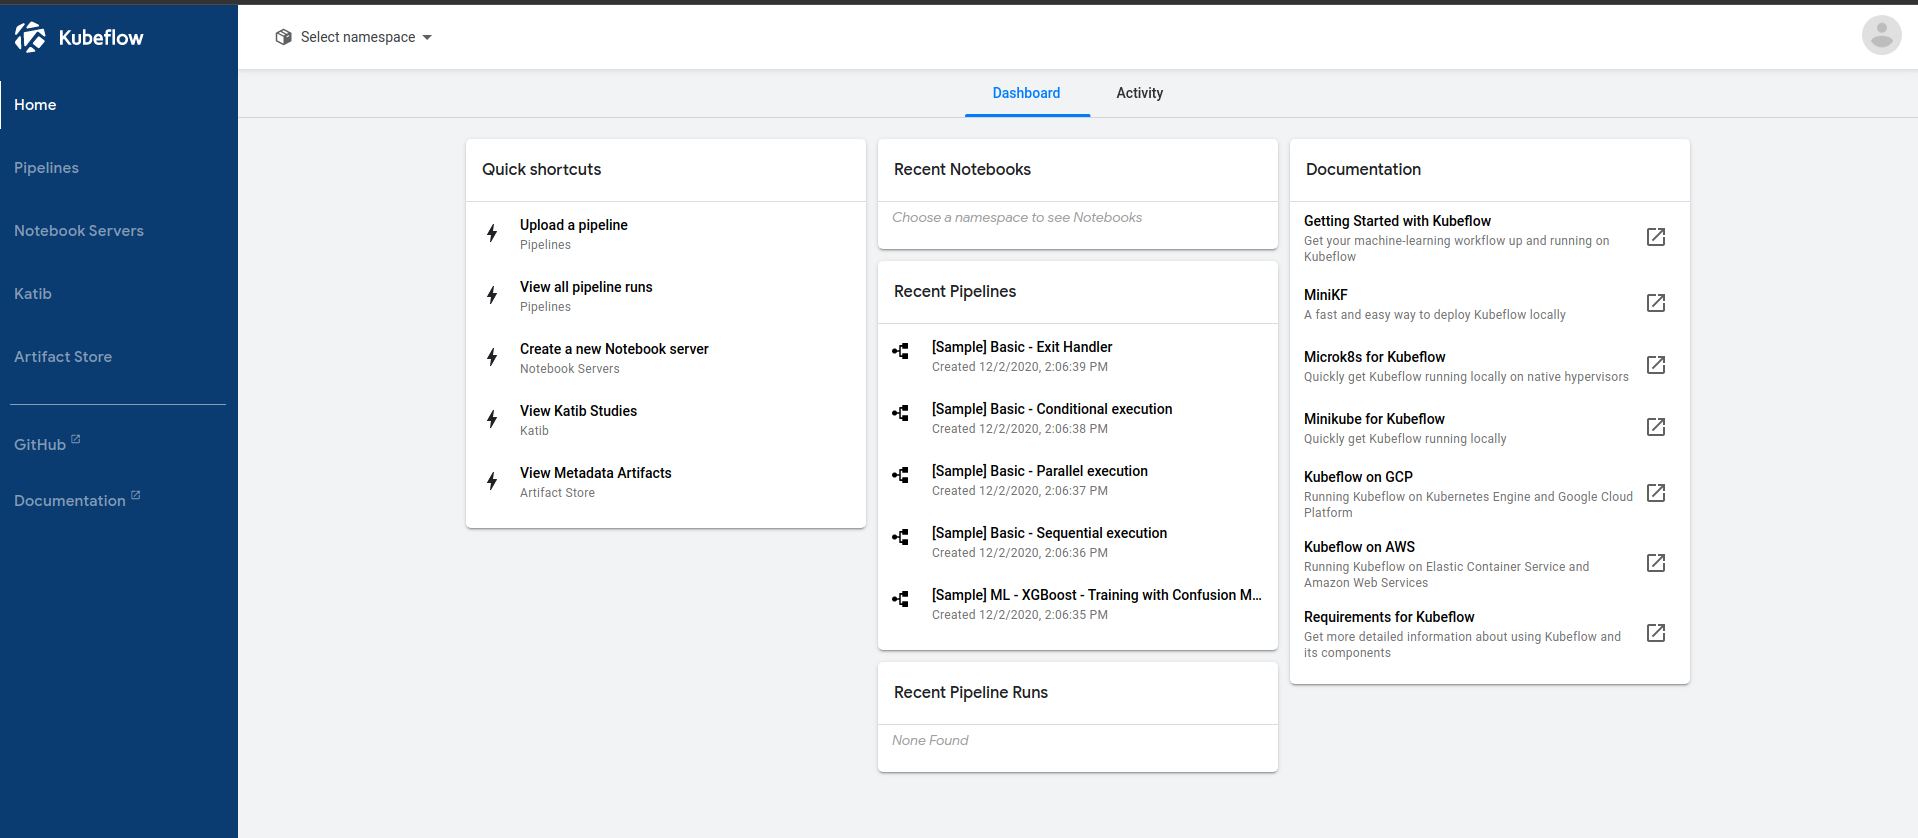 Kubeflow
Select namespace
Home
Pipelines
Notebook Servers
Katib
Artifact Store
GitHub
Documentation
Dashboard
Activity
Quick shortcuts
Upload a pipeline
Pipelines
View all pipeline runs
Pipelines
Create a new Notebook server
Notebook Servers
View Katib Studies
Katib
View Metadata Artifacts
Artifact Store
Recent Notebooks
Choose a namespace to see Notebooks
Recent Pipelines
[Sample] Basic - Exit Handler
Created 12/2/2020, 2:06:39 PM
[Sample] Basic - Conditional execution
Created 12/2/2020, 2:06:38 PM
[Sample] Basic - Parallel execution
Created 12/2/2020, 2:06:37 PM
[Sample] Basic - Sequential execution
Created 12/2/2020, 2:06:36 PM
[Sample] ML - XGBoost - Training with Confusion M...
Created 12/2/2020, 2:06:35 PM
Recent Pipeline Runs
None Found
Documentation
Getting Started with Kubeflow
Get your machine-learning workflow up and running on
Kubeflow
MiniKF
A fast and easy way to deploy Kubeflow locally
Microk8s for Kubeflow
Quickly get Kubeflow running locally on native hypervisors
Minikube for Kubeflow
Quickly get Kubeflow running locally
Kubeflow on GCP
Running Kubeflow on Kubernetes Engine and Google Cloud
Platform
Kubeflow on AWS
Running Kubeflow on Elastic Container Service and
Amazon Web Services
Requirements for Kubeflow
Get more detailed information about using Kubeflow and
its components